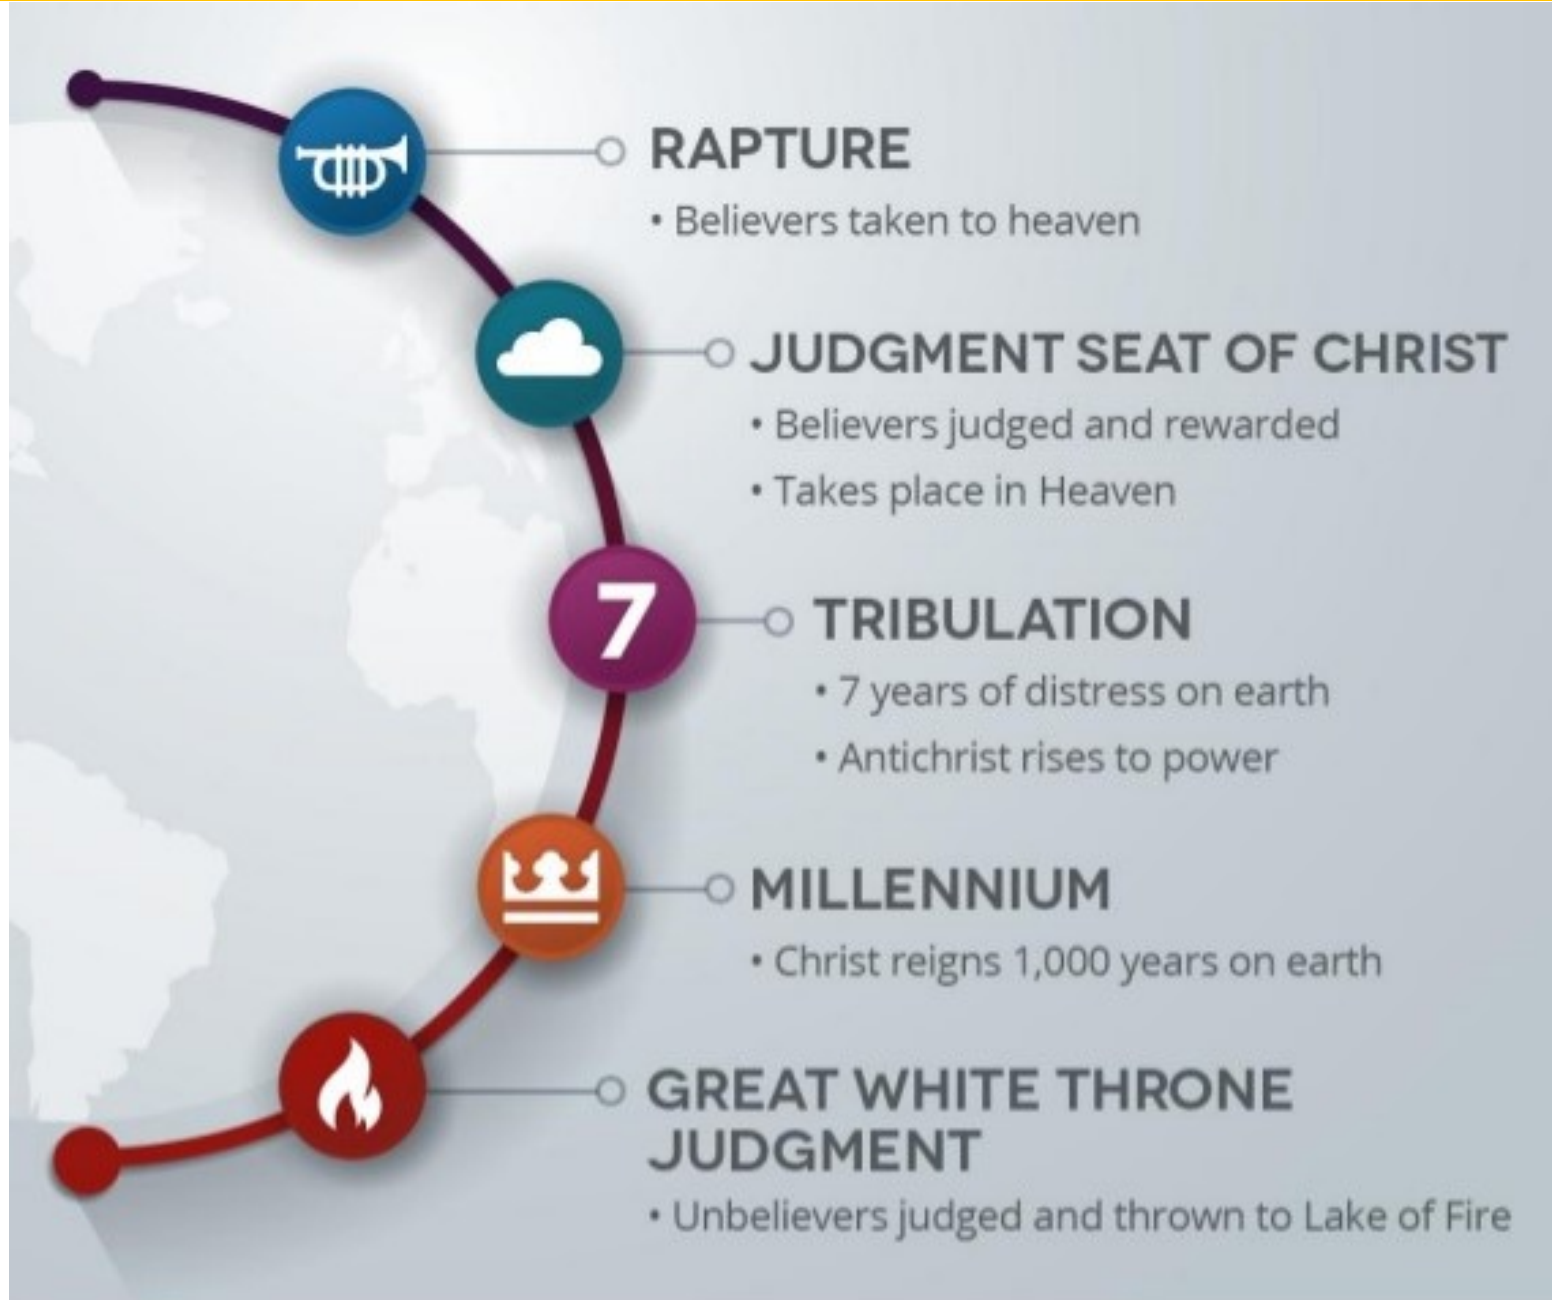 RAPTURE
• Believers taken to heaven
JUDGMENT SEAT OF CHRIST
• Believers judged and rewarded
• Takes place in Heaven
7
TRIBULATION
• 7 years of distress on earth
• Antichrist rises to power
MILLENNIUM
• Christ reigns 1,000 years on earth
GREAT WHITE THRONE
JUDGMENT
• Unbelievers judged and thrown to Lake of Fire